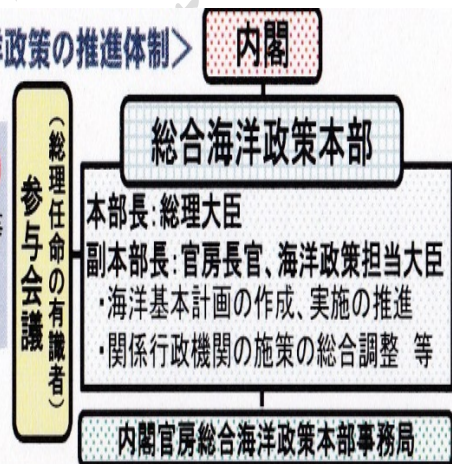 政策の推進体制＞
内閣
総合海洋政策本部
本部長：総理大臣
副本部長：官房長官、海洋政策担当大臣
・海洋基本計画の作成、実施の推進
・関係行政機関の施策の総合調整 等
参与会議
（総理任命の有識者）
内閣官房総合海洋政策本部事務局